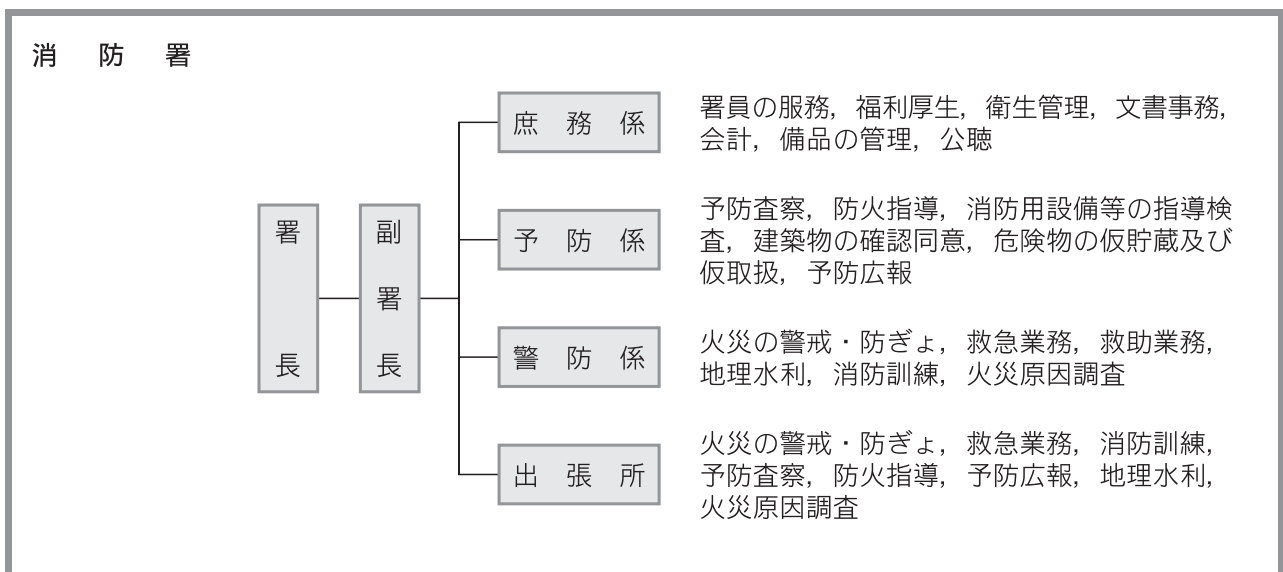 消 防 署
署 長
副 署 長
庶 務 係
署員の服務，福利厚生，衛生管理，文書事務，
会計，備品の管理，公聴
予 防 係
予防査察，防火指導，消防用設備等の指導検
査，建築物の確認同意，危険物の仮貯蔵及び
仮取扱，予防広報
警 防 係
火災の警戒・防ぎょ，救急業務，救助業務，
地理水利，消防訓練，火災原因調査
出 張 所
火災の警戒・防ぎょ，救急業務，消防訓練，
予防査察，防火指導，予防広報，地理水利，
火災原因調査